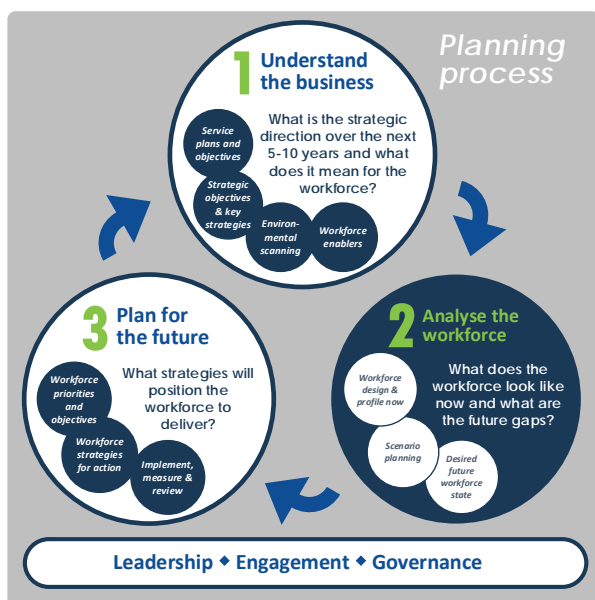 Planning
process
1
Understand
the business
What is the strategic
direction over the next
5-10 years and what
does it mean for the
workforce?
Service
plans and
objectives
Strategic
objectives
& key
strategies
Environ-
mental
scanning
Workforce
enablers
2
Analyse the
workforce
What does the
workforce look like
now and what are
the future gaps?
Workforce
design &
profile now
Scenario
planning
Desired
future
workforce
state
3
Plan for
the future
What strategies will
position the
workforce to
deliver?
Workforce
priorities
and
objectives
Workforce
strategies
for action
Implement,
measure &
review
Leadership ◆ Engagement ◆ Governance